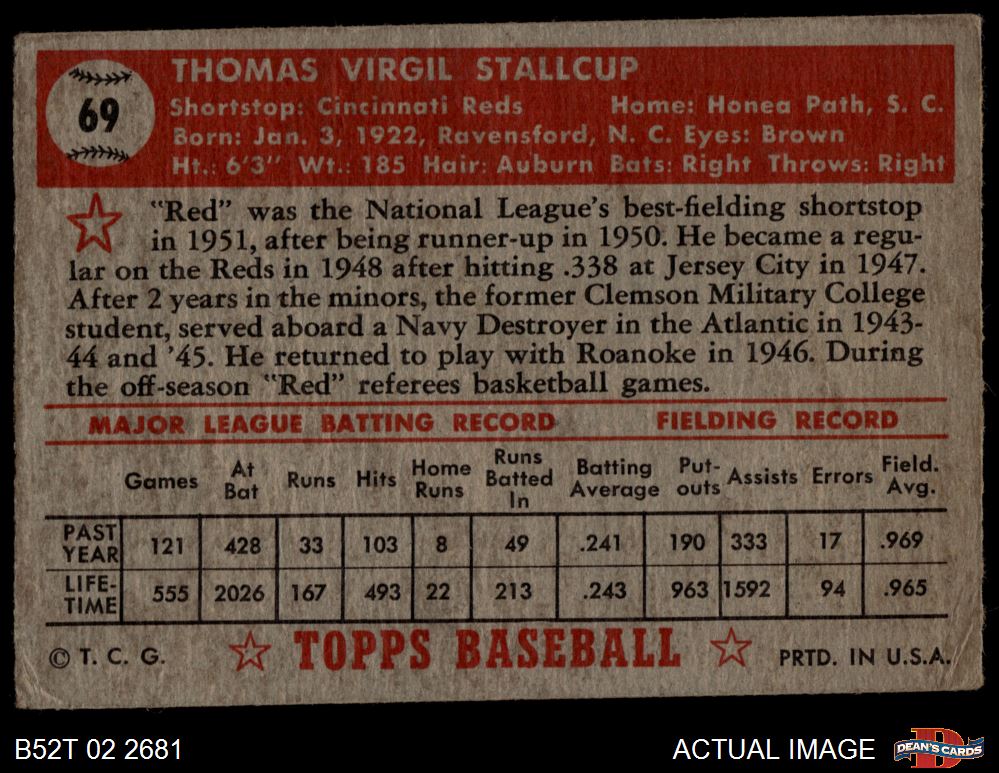 69
THOMAS VIRGIL STALLCUP
Shortstop: Cincinnati Reds Home: Honea Path, S. C.
Born: Jan. 3, 1922, Ravensford, N. C. Eyes: Brown
Ht.: 6'3" Wt.: 185 Hair: Auburn Bats: Right Throws: Right
"Red" was the National League's best-fielding shortstop
in 1951, after being runner-up in 1950. He became a regu-
lar on the Reds in 1948 after hitting .338 at Jersey City in 1947.
After 2 years in the minors, the former Clemson Military College
student, served aboard a Navy Destroyer in the Atlantic in 1943-
44 and '45. He returned to play with Roanoke in 1946. During
the off-season "Red" referees basketball games.
MAJOR LEAGUE BATTING RECORD FIELDING RECORD
Games At Bat Runs Hits Home Runs Runs Batted In Batting Average Put-outs Assists Errors Field. Avg.
PAST YEAR 121 428 33 103 8 49 .241 190 333 17 .969
LIFE-TIME 555 2026 167 493 22 213 .243 963 1592 94 .965
© T. C. G. TOPPS BASEBALL PRTD. IN U.S.A.
B52T 02 2681 ACTUAL IMAGE DEAN'S CARDS